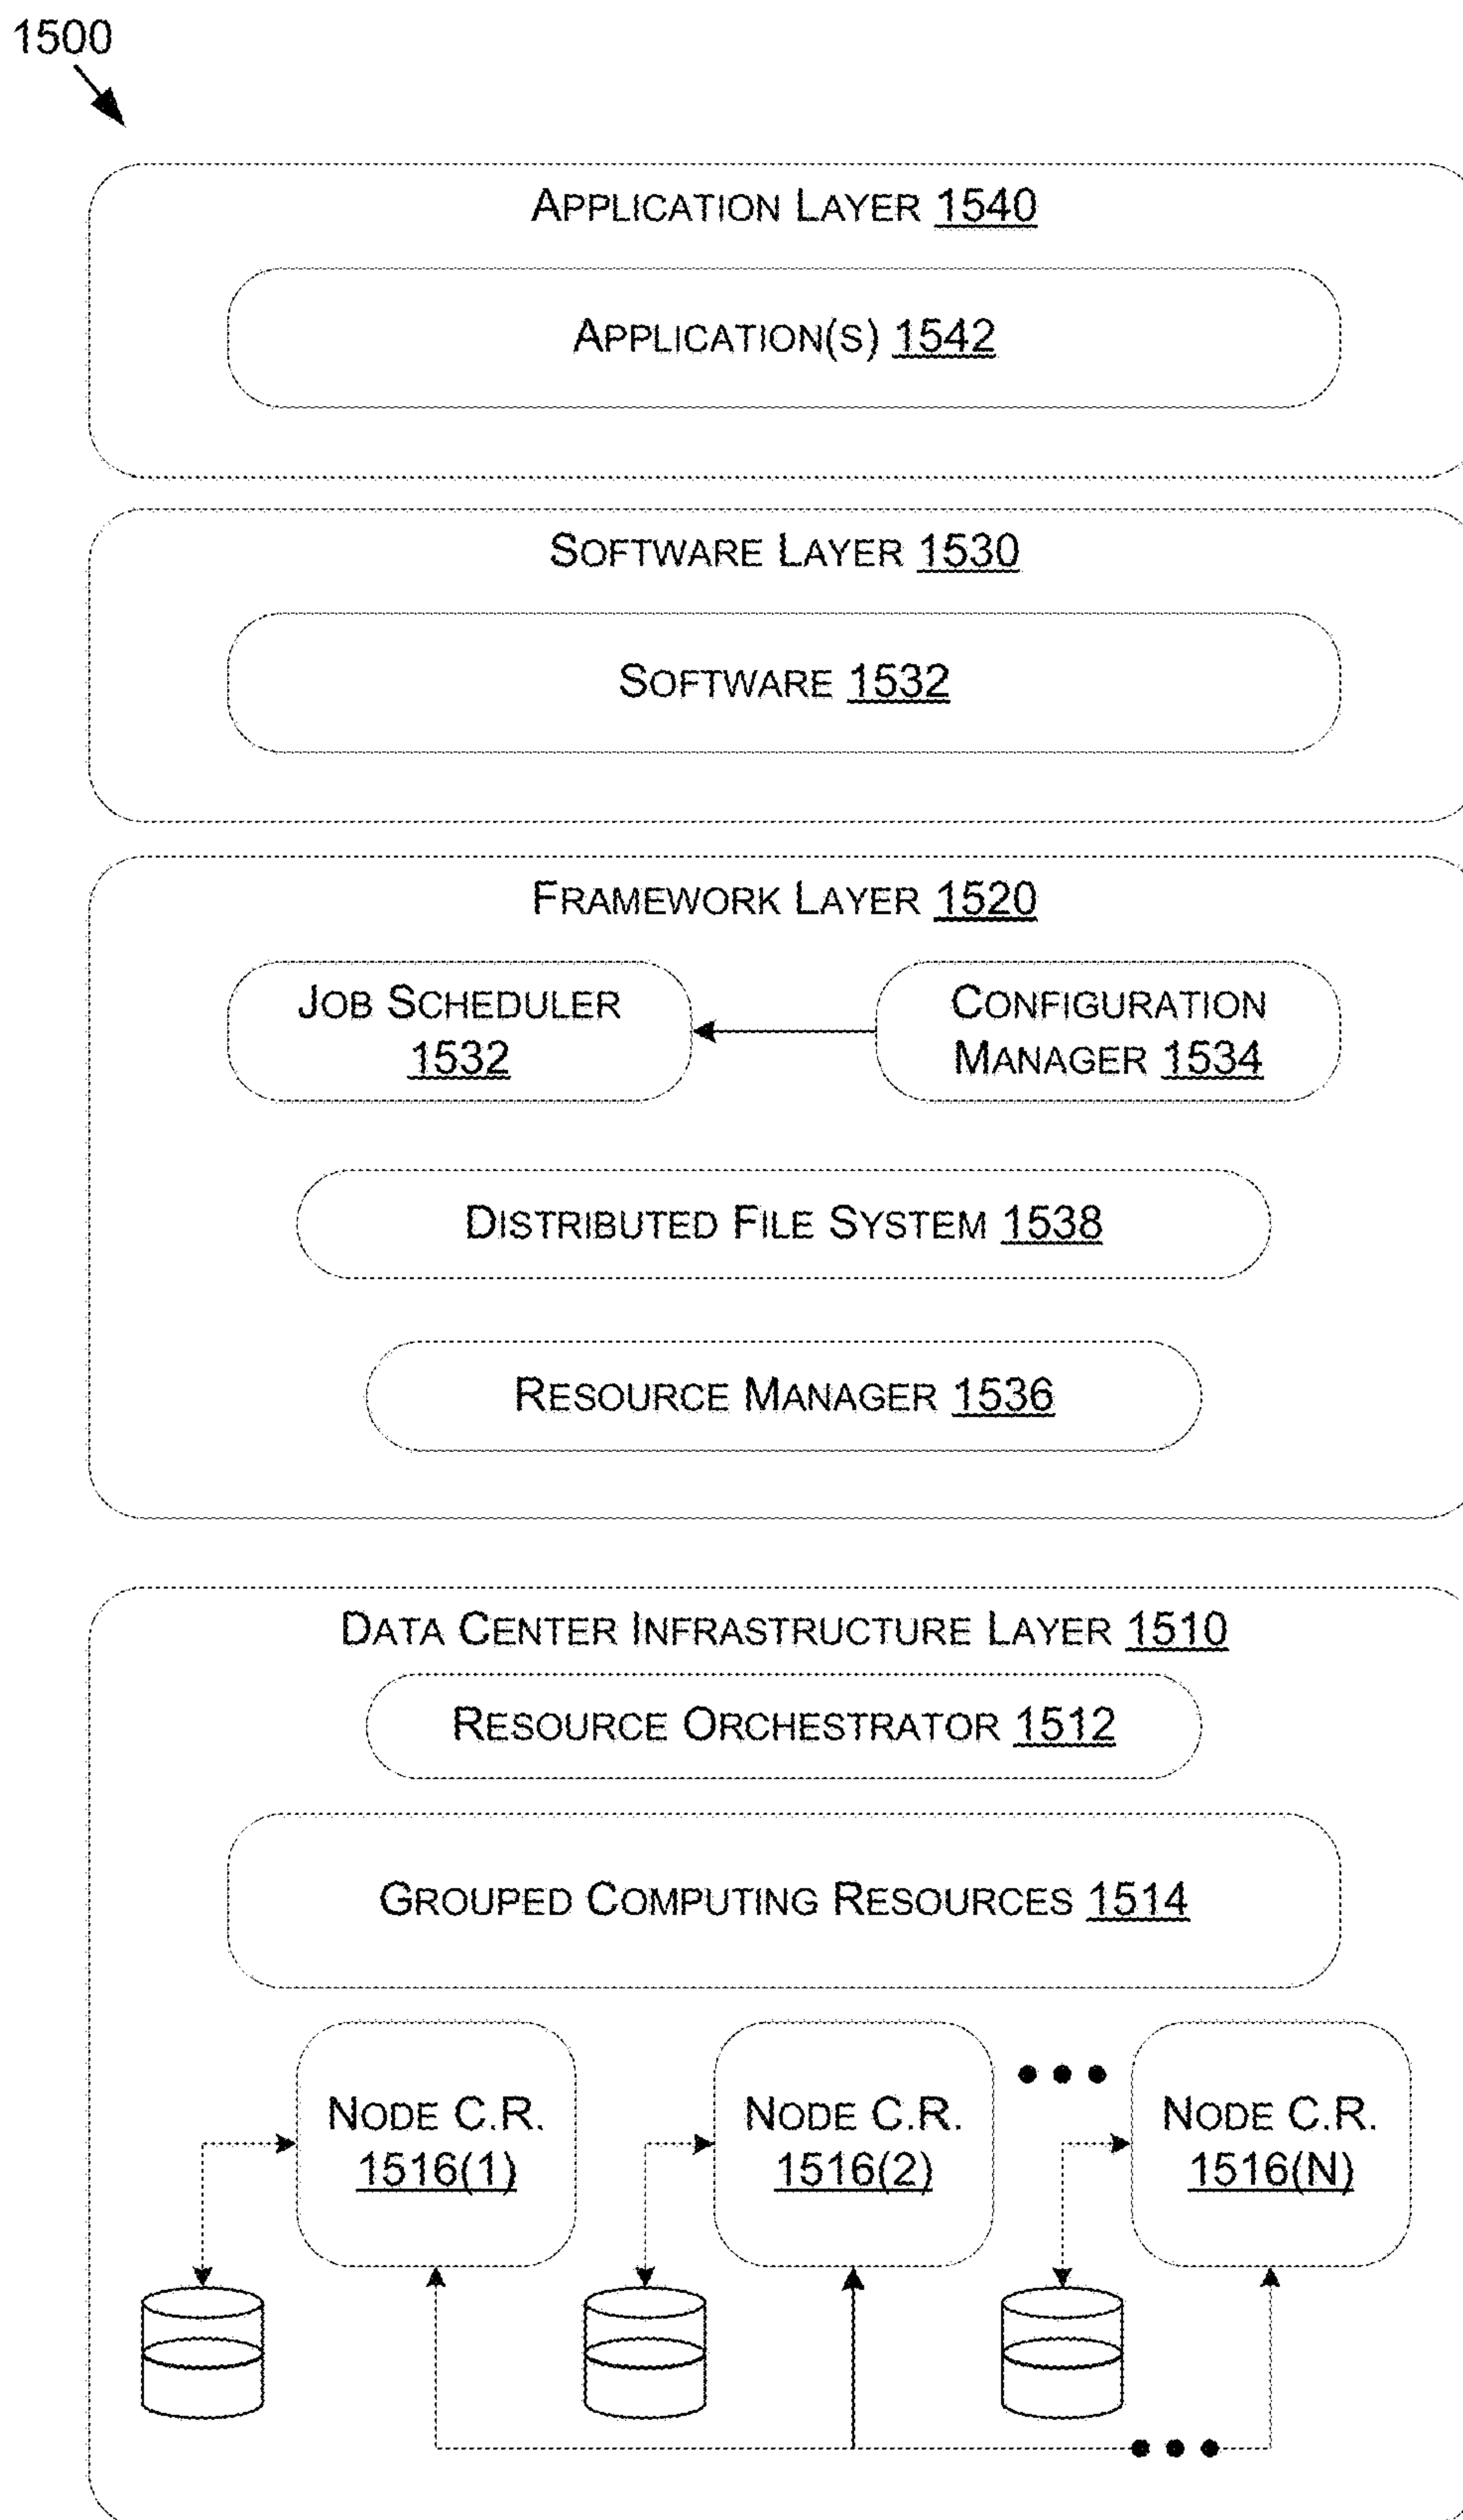 1500
APPLICATION LAYER 1540
APPLICATION(S) 1542
SOFTWARE LAYER 1530
SOFTWARE 1532
FRAMEWORK LAYER 1520
JOB SCHEDULER
1532
CONFIGURATION
MANAGER 1534
DISTRIBUTED FILE SYSTEM 1538
RESOURCE MANAGER 1536
DATA CENTER INFRASTRUCTURE LAYER 1510
RESOURCE ORCHESTRATOR 1512
GROUPED COMPUTING RESOURCES 1514
NODE C.R.
1516(1)
NODE C.R.
1516(2)
NODE C.R.
1516(N)